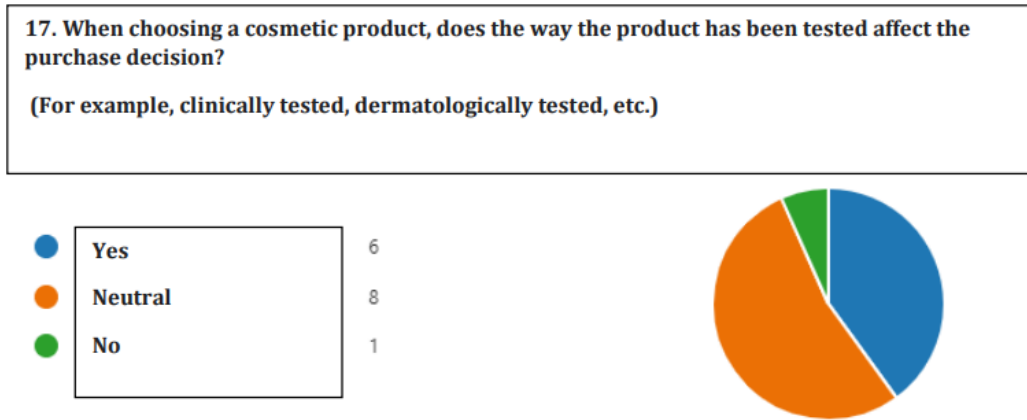 17. When choosing a cosmetic product, does the way the product has been tested affect the
purchase decision?
(For example, clinically tested, dermatologically tested, etc.)
Yes 6
Neutral 8
No 1